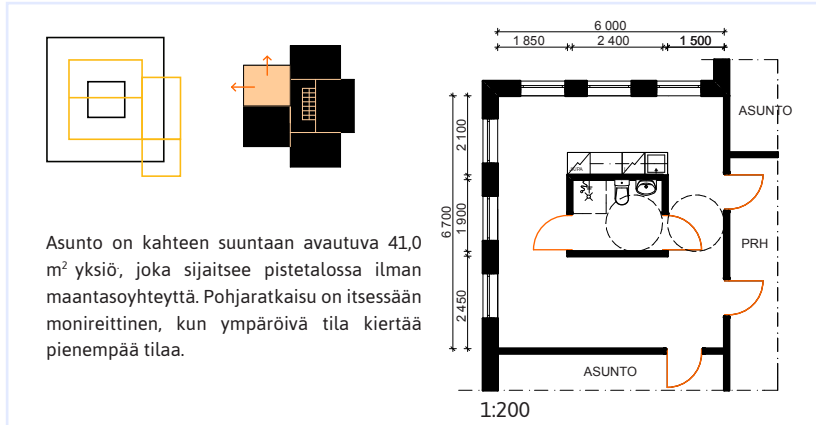 6 000
1 850 2 400 1 500
ASUNTO
2 100
6 700
1 900
2 450
PRH
ASUNTO
1:200
Asunto on kahteen suuntaan avautuva 41,0
m² yksiö, joka sijaitsee pistetalossa ilman
maantasoyhteyttä. Pohjaratkaisu on itsessään
monireittinen, kun ympäröivä tila kiertää
pienempää tilaa.